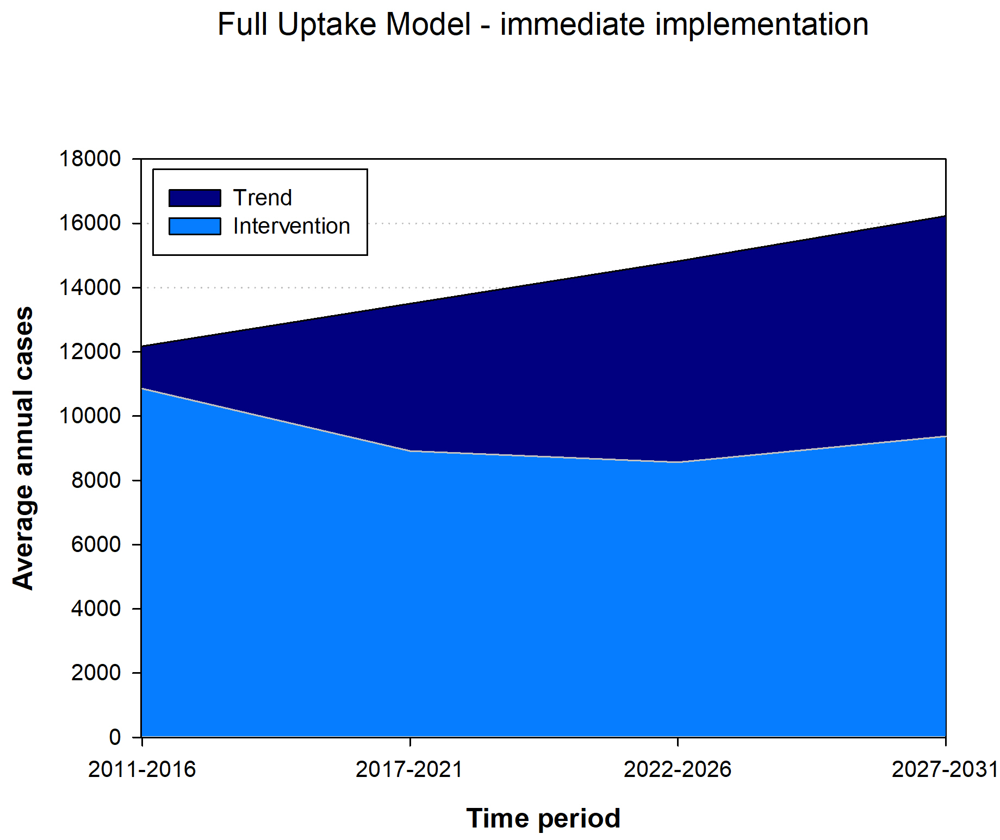 Full Uptake Model - immediate implementation
18000
16000
14000
12000
10000
8000
6000
4000
2000
0
Trend
Intervention
Average annual cases
2011-2016
2017-2021
2022-2026
2027-2031
Time period